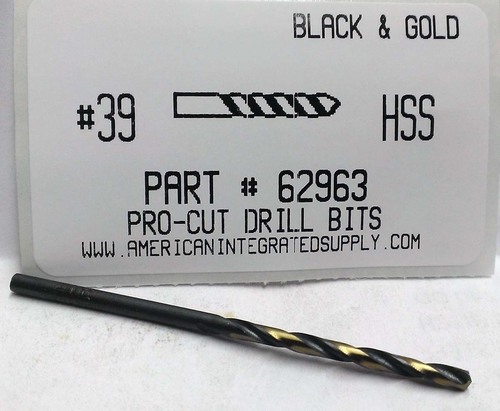 BLACK & GOLD
#39 HSS
PART # 62963
PRO-CUT DRILL BITS
WWW.AMERICANINTEGRATEDSUPPLY.COM